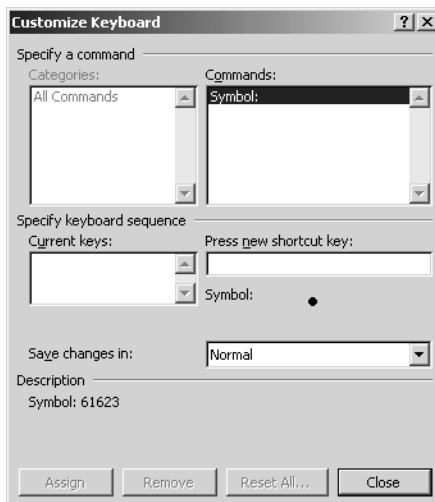 Customize Keyboard
Specify a command
Categories:
Commands:
All Commands
Symbol:
Specify keyboard sequence
Current keys:
Press new shortcut key:
Symbol: •
Save changes in:
Normal
Description
Symbol: 61623
Assign
Remove
Reset All...
Close